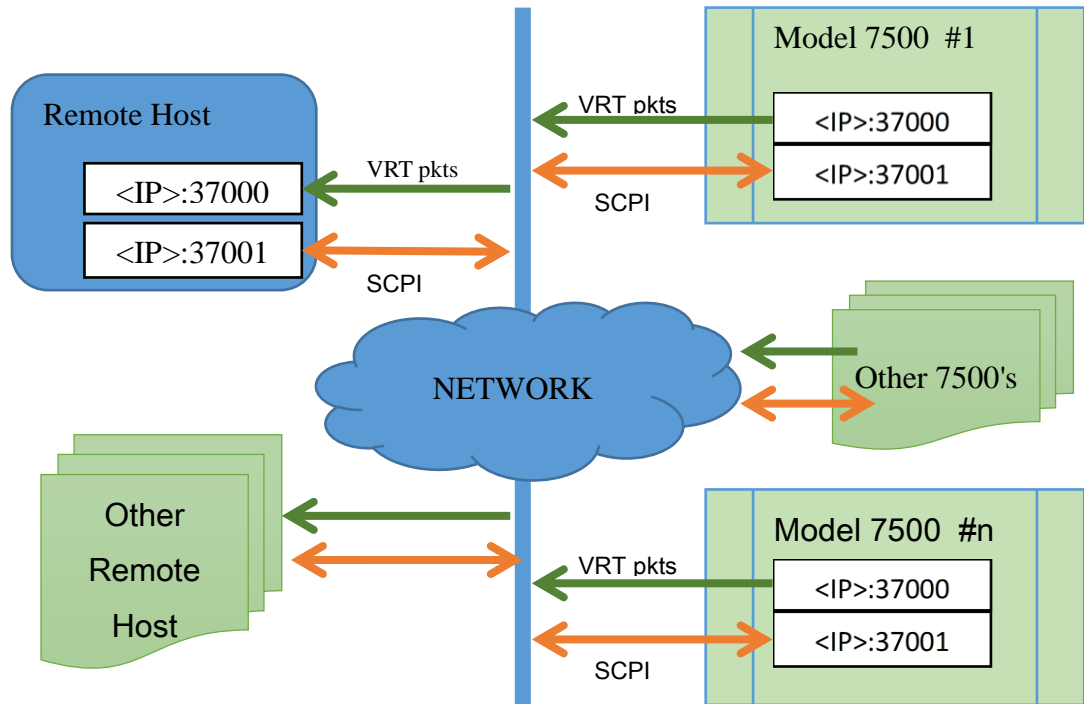 Model 7500 #1
VRT pkts
<IP>:37000
<IP>:37001
SCPI
Remote Host
<IP>:37000
<IP>:37001
VRT pkts
SCPI
NETWORK
Other 7500's
Other
Remote
Host
Model 7500 #n
VRT pkts
<IP>:37000
<IP>:37001
SCPI